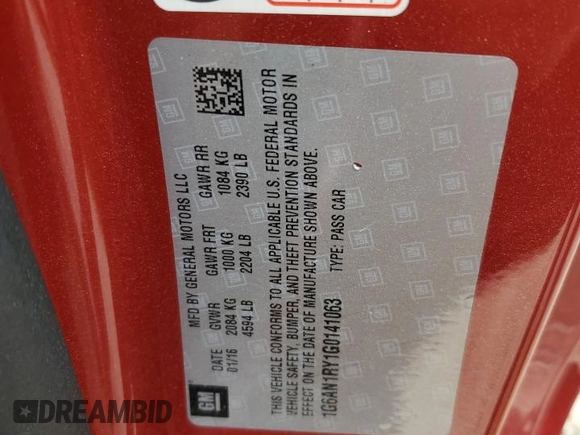 MFD BY GENERAL MOTORS LLC
DATE GVWR GAWR FRT GAWR RR
01/16 2084 KG 1000 KG 1084 KG
4594 LB 2204 LB 2390 LB
GM
THIS VEHICLE CONFORMS TO ALL APPLICABLE U.S. FEDERAL MOTOR
VEHICLE SAFETY, BUMPER, AND THEFT PREVENTION STANDARDS IN
EFFECT ON THE DATE OF MANUFACTURE SHOWN ABOVE.
1G6AN1RY1G0141063 TYPE: PASS CAR
DREAMBID